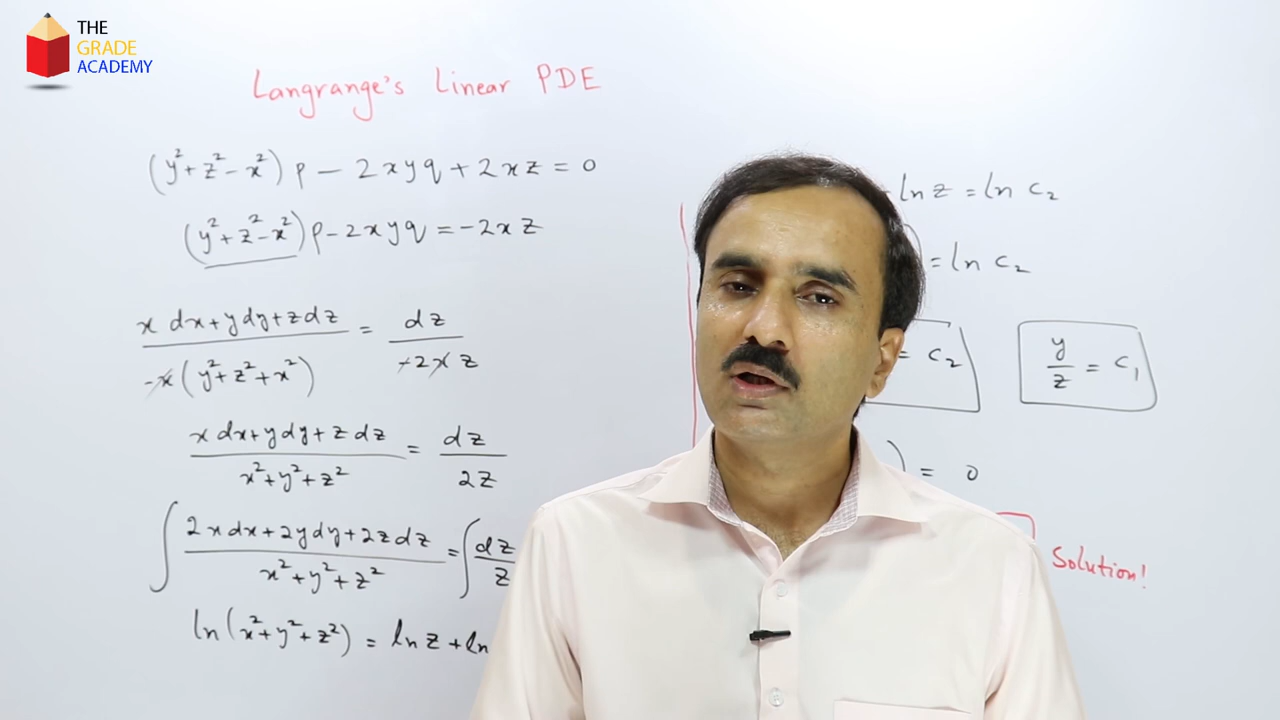 THE
GRADE
ACADEMY
Langrange's Linear PDE
(y²+z²-x²) p - 2xyq + 2xz = 0
(y²+z²-x²) p - 2xyq = -2xz
x dx+y dy+z dz / -x(y²+z²+x²) = dz / -2xz
x dx+y dy+z dz / x²+y²+z² = dz / 2z
∫ 2x dx+2y dy+2z dz / x²+y²+z² = ∫ dz / z
ln(x²+y²+z²) = ln z + ln
- ln z = ln c₂
) = ln c₂
= c₂
y / z = c₁
) = 0
Solution!